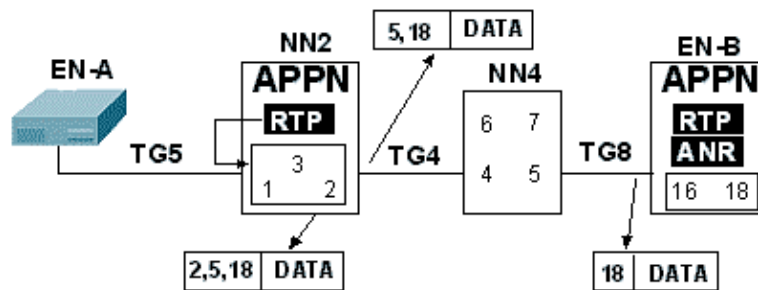 5,18 DATA
NN2
EN-B
EN-A
APPN
NN4
APPN
RTP
6 7
RTP
TG5
3
TG4
TG8
ANR
1 2
4 5
16 18
2,5,18 DATA
18 DATA